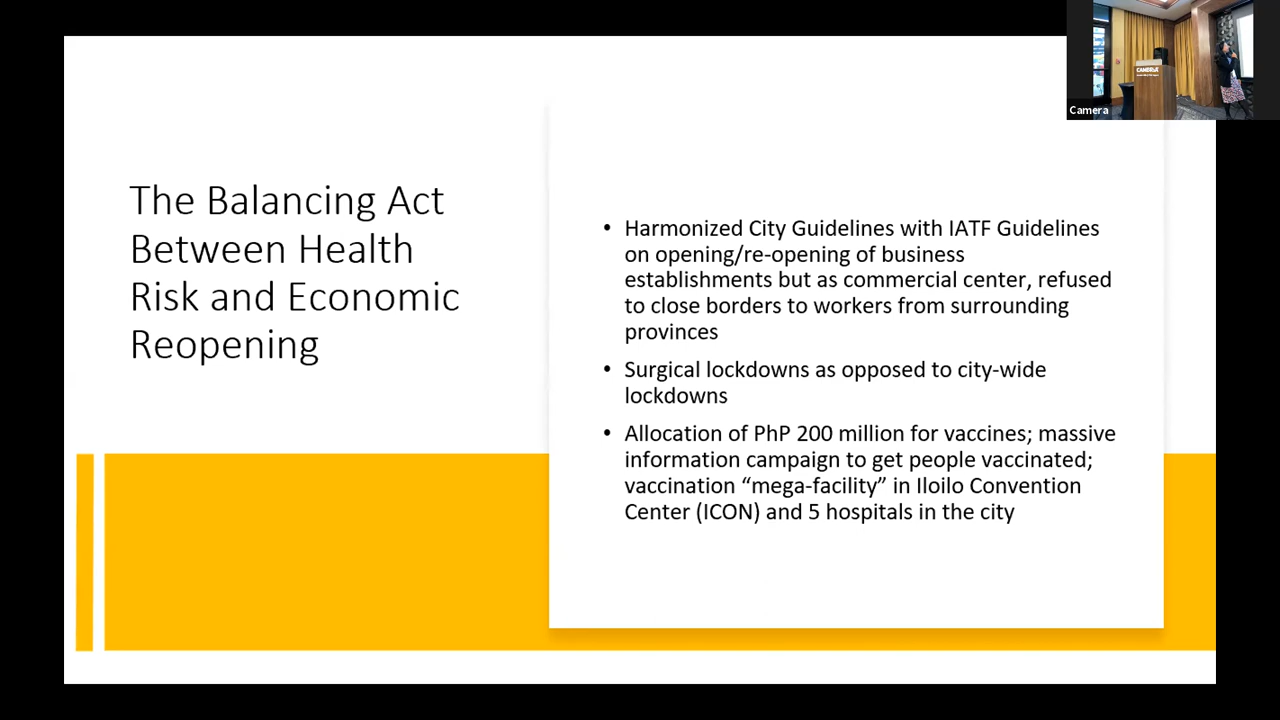 The Balancing Act
Between Health
Risk and Economic
Reopening
• Harmonized City Guidelines with IATF Guidelines
on opening/re-opening of business
establishments but as commercial center, refused
to close borders to workers from surrounding
provinces
• Surgical lockdowns as opposed to city-wide
lockdowns
• Allocation of PhP 200 million for vaccines; massive
information campaign to get people vaccinated;
vaccination “mega-facility” in Iloilo Convention
Center (ICON) and 5 hospitals in the city
CAMBRIA
Camera